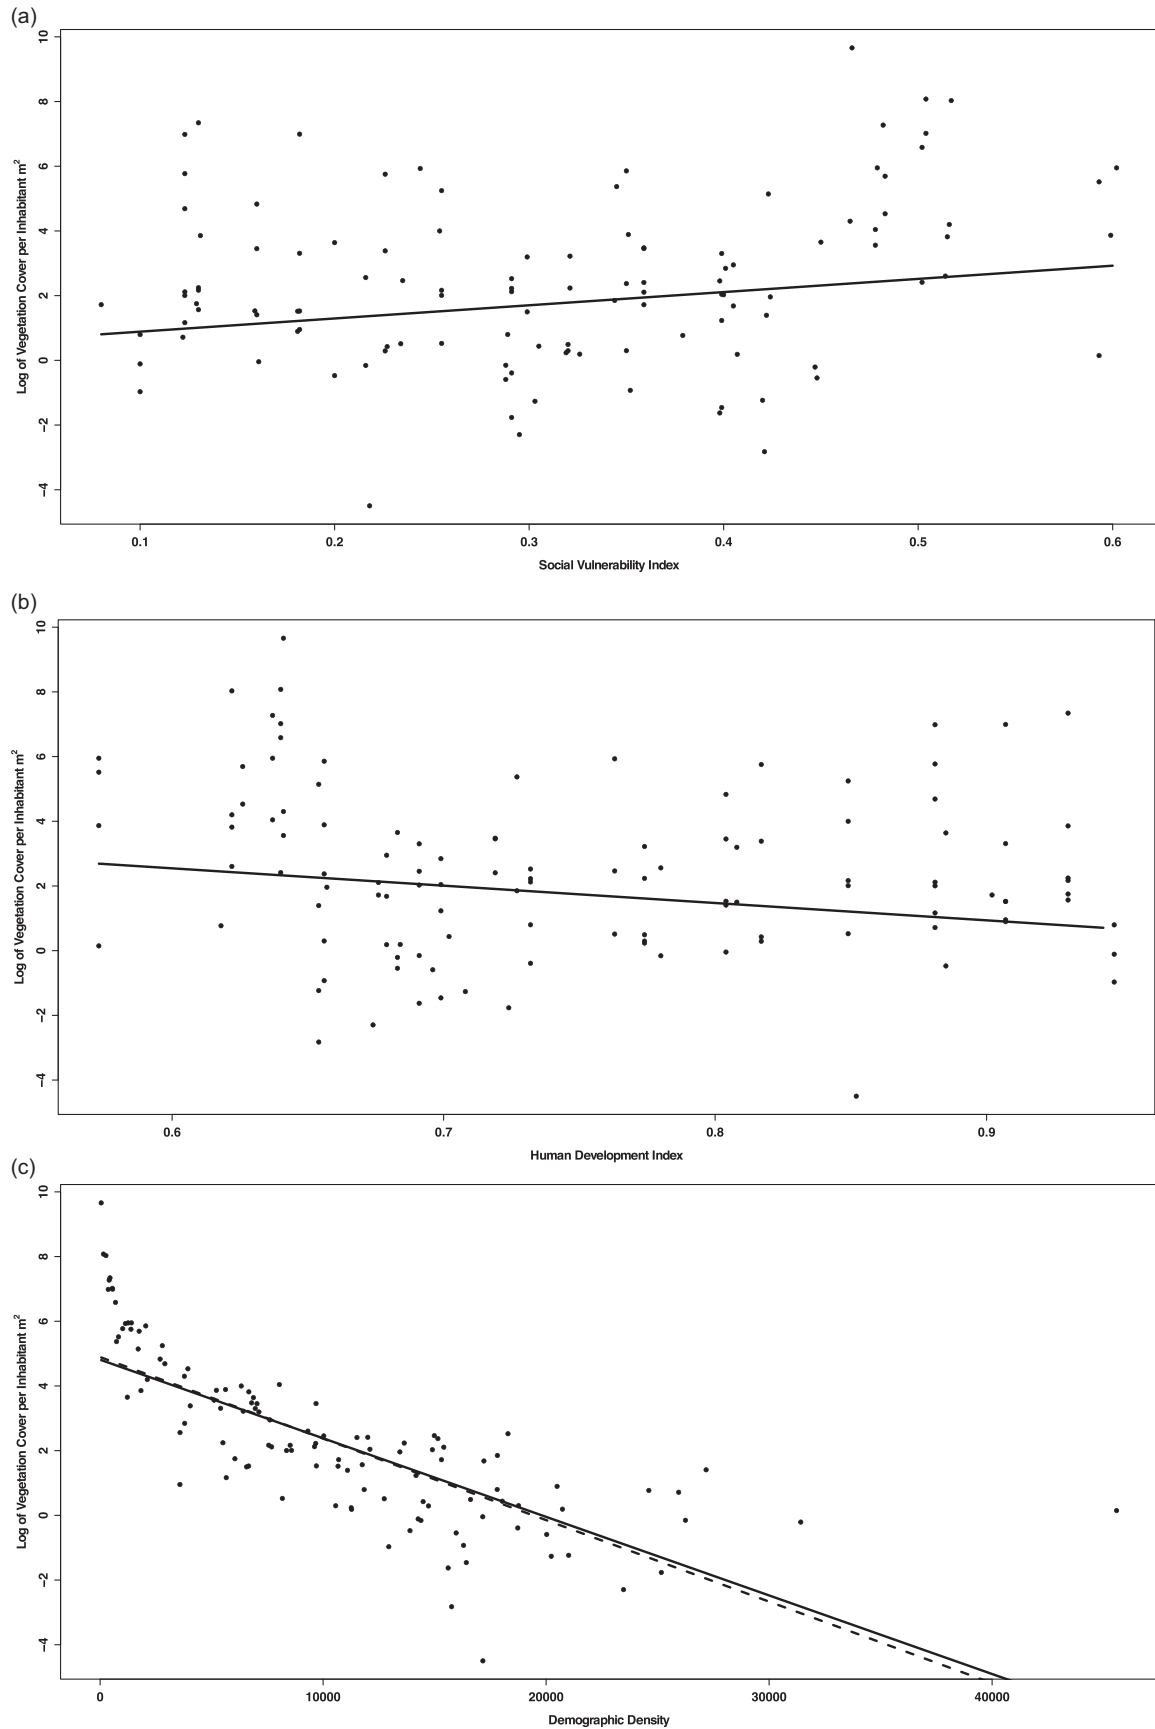 (a)
Log of Vegetation Cover per Inhabitant m²
10
8
6
4
2
0
−2
−4
0.1 0.2 0.3 0.4 0.5 0.6
Social Vulnerability Index
(b)
Log of Vegetation Cover per Inhabitant m²
10
8
6
4
2
0
−2
−4
0.6 0.7 0.8 0.9
Human Development Index
(c)
Log of Vegetation Cover per Inhabitant m²
10
8
6
4
2
0
−2
−4
0 10000 20000 30000 40000
Demographic Density